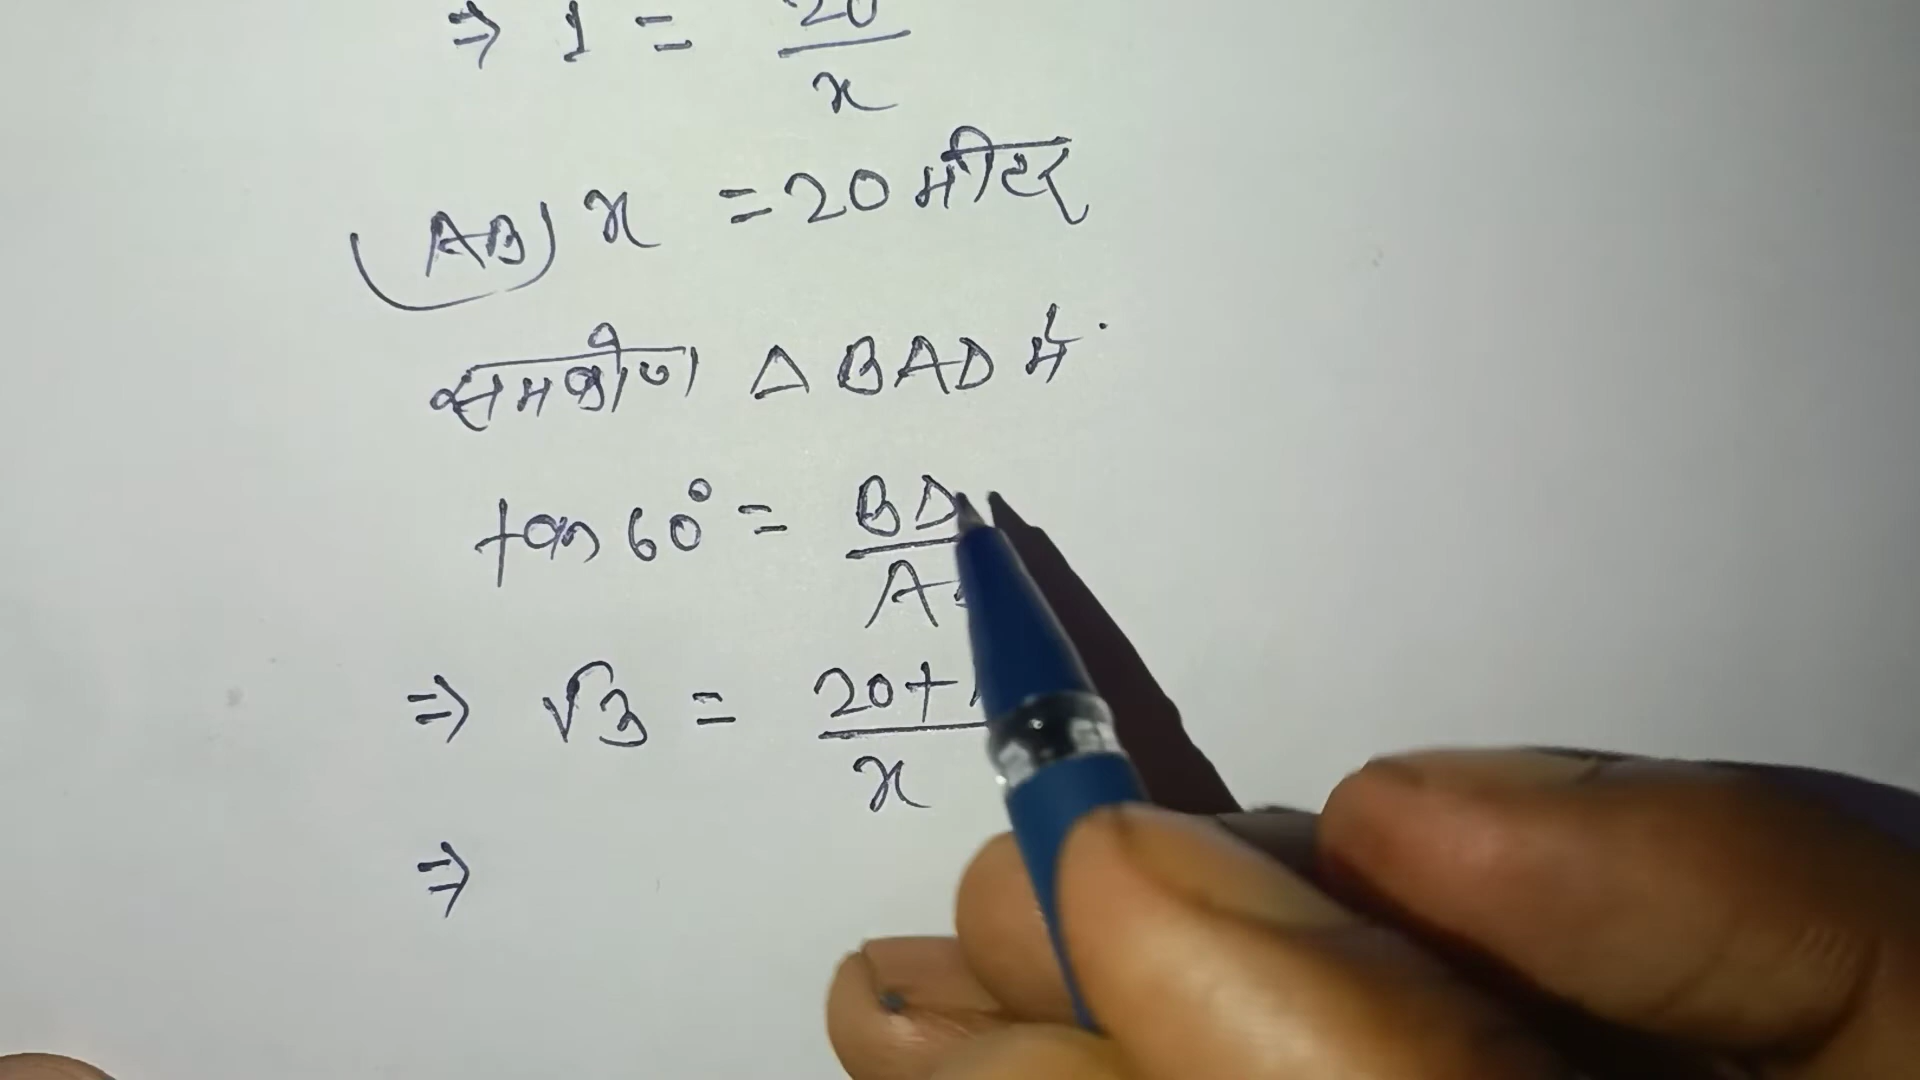 ⇒ 1 = 20/x
(AB) x = 20 मीटर
समकोण Δ BAD में
tan 60° = BD/A
⇒ √3 = 20+/x
⇒